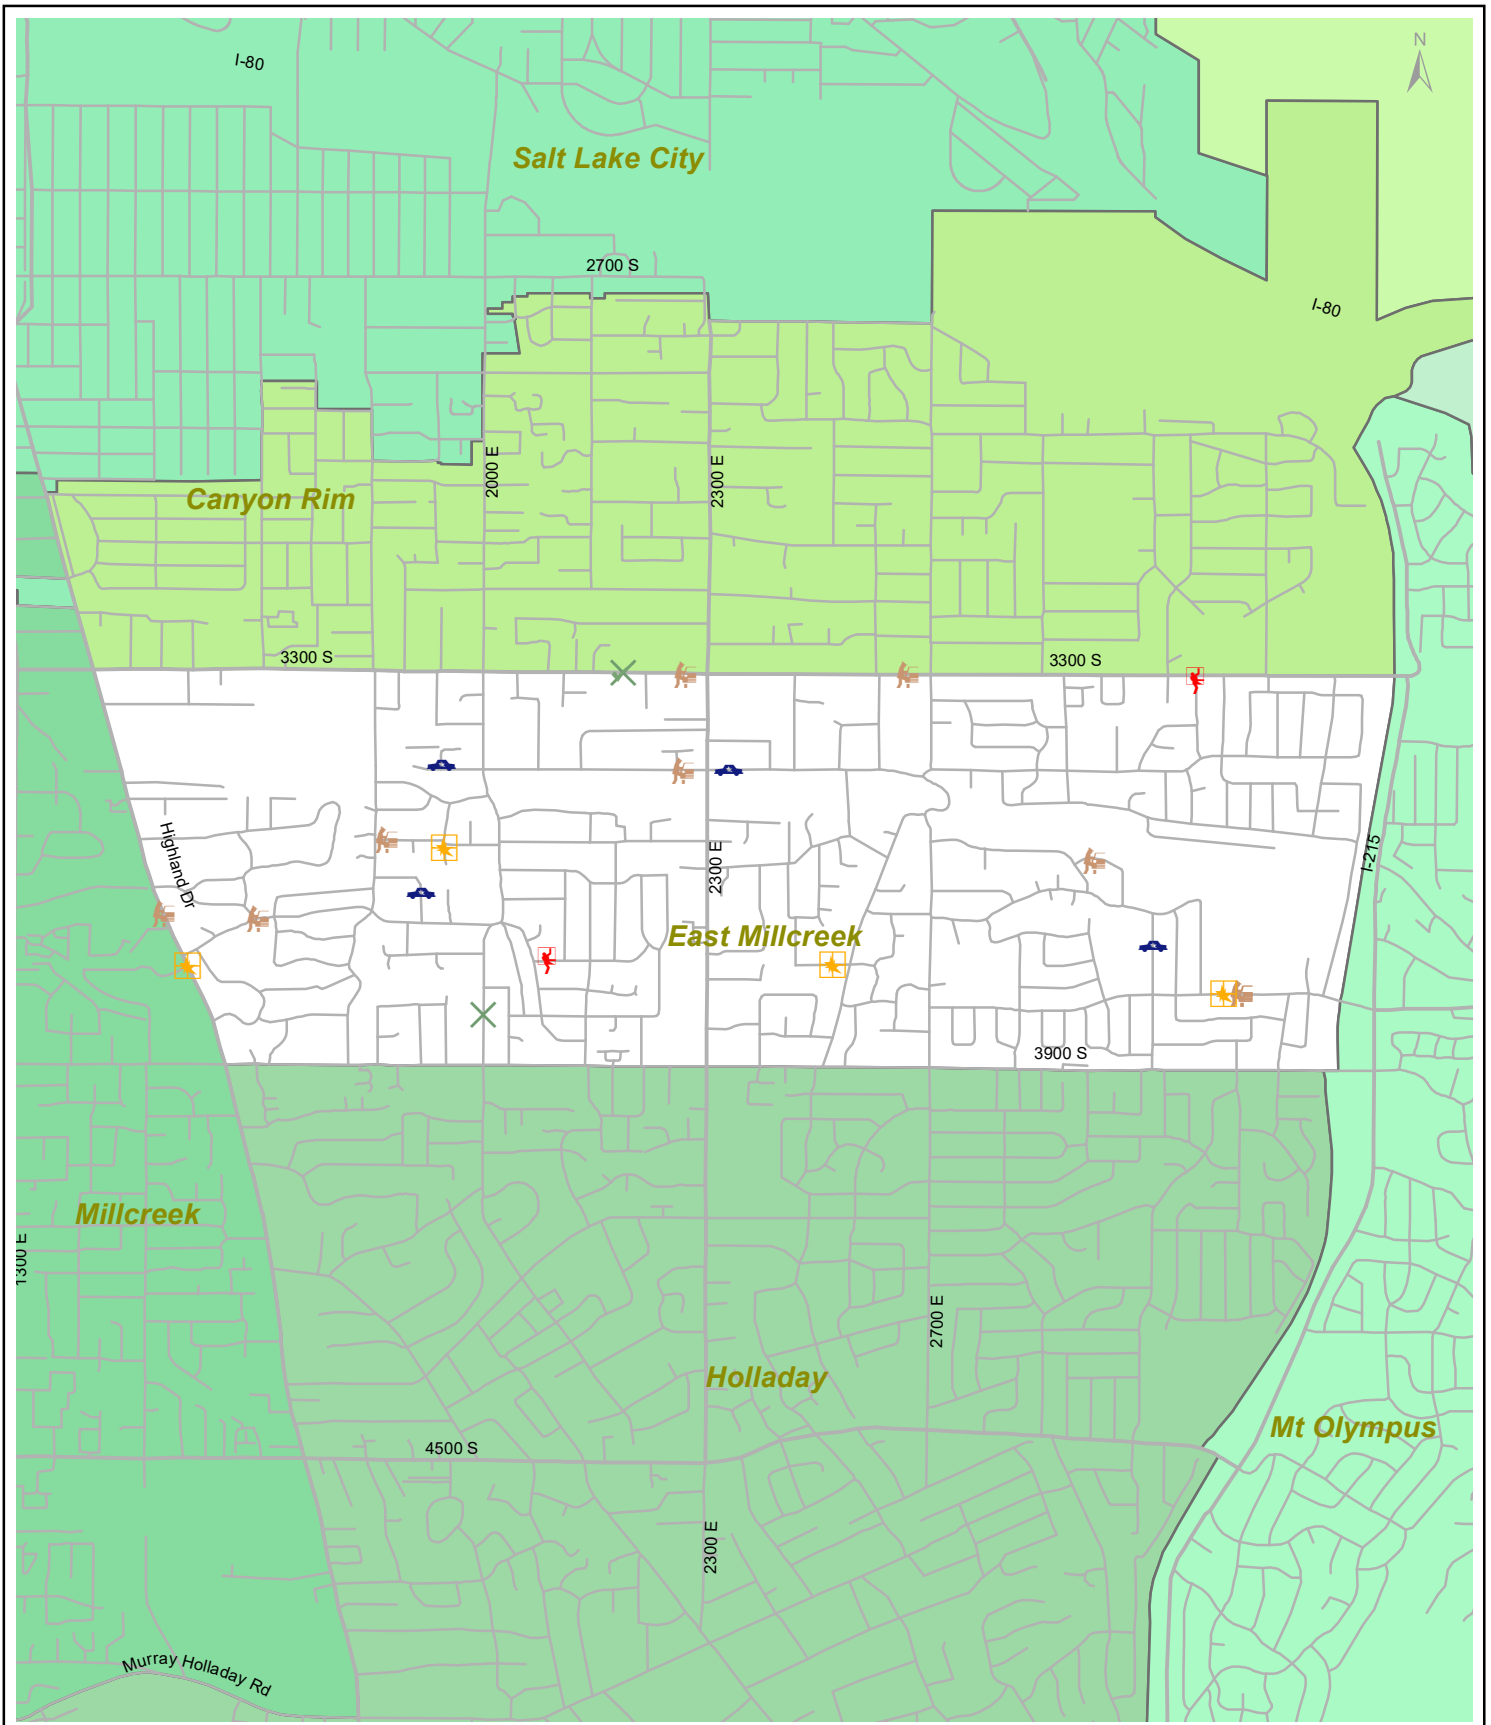 N
I-80
Salt Lake City
2700 S
I-80
2000 E
2300 E
Canyon Rim
3300 S
3300 S
Highland Dr
2300 E
I-215
East Millcreek
3900 S
Millcreek
1300 E
2700 E
Holladay
Mt Olympus
4500 S
2300 E
Murray Holladay Rd